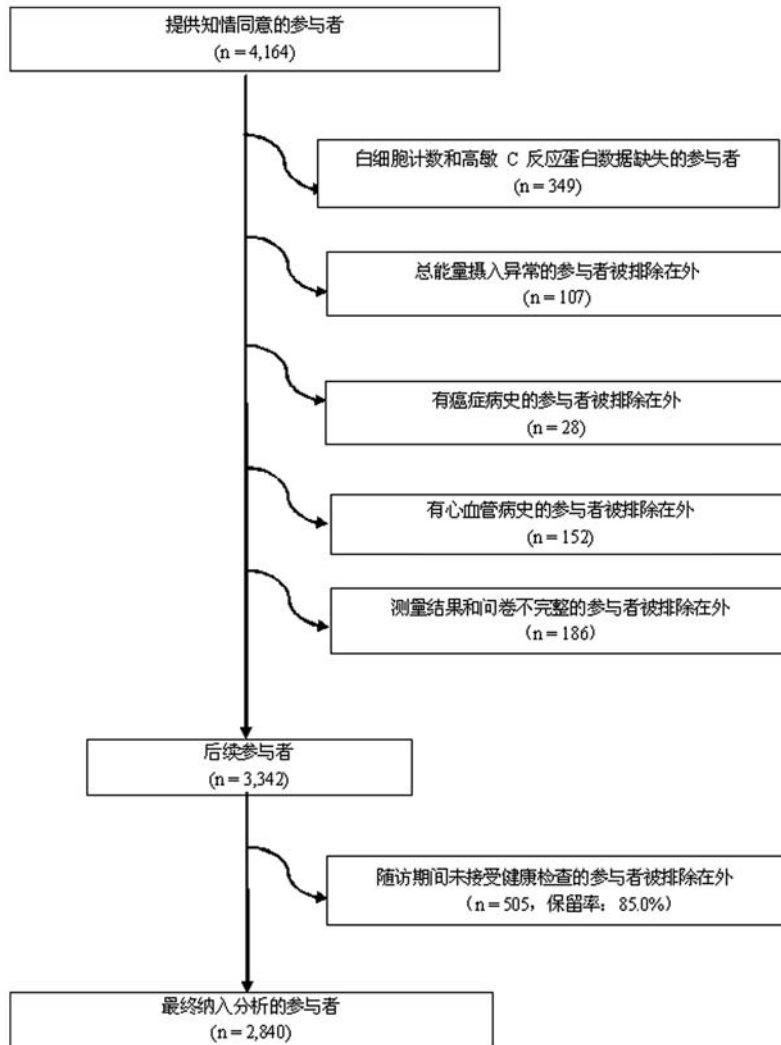 提供知情同意的参与者
(n = 4,164)
白细胞计数和高敏 C 反应蛋白数据缺失的参与者
(n = 349)
总能量摄入异常的参与者被排除在外
(n = 107)
有癌症病史的参与者被排除在外
(n = 28)
有心血管病史的参与者被排除在外
(n = 152)
测量结果和问卷不完整的参与者被排除在外
(n = 186)
后续参与者
(n = 3,342)
随访期间未接受健康检查的参与者被排除在外
(n = 505, 保留率: 85.0%)
最终纳入分析的参与者
(n = 2,840)